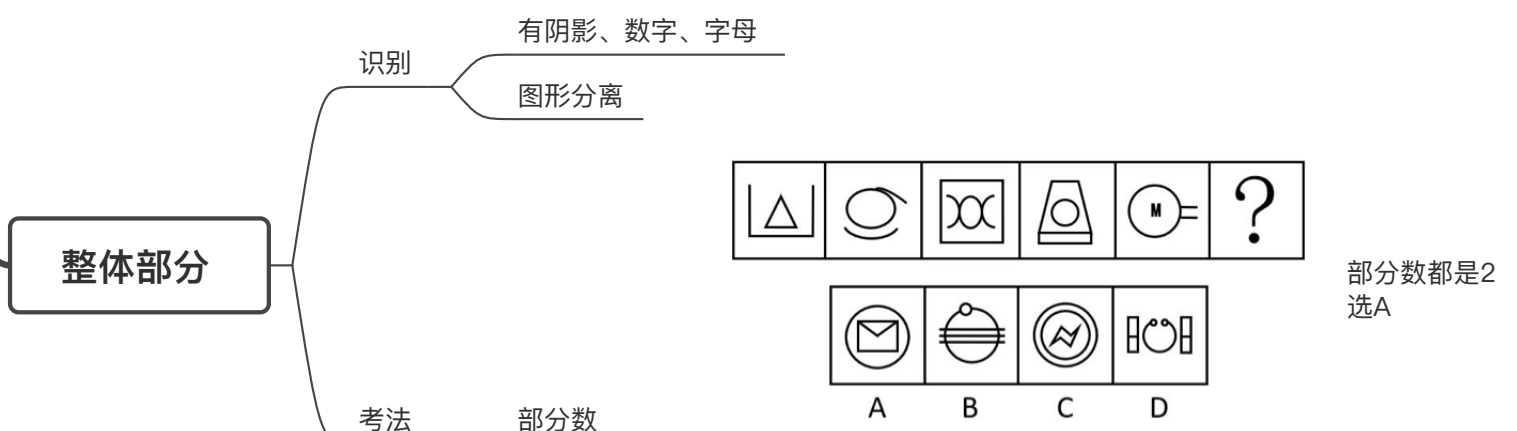 有阴影、数字、字母
识别
图形分离
整体部分
M
?
部分数都是2
选A
A B C D
考法
部分数